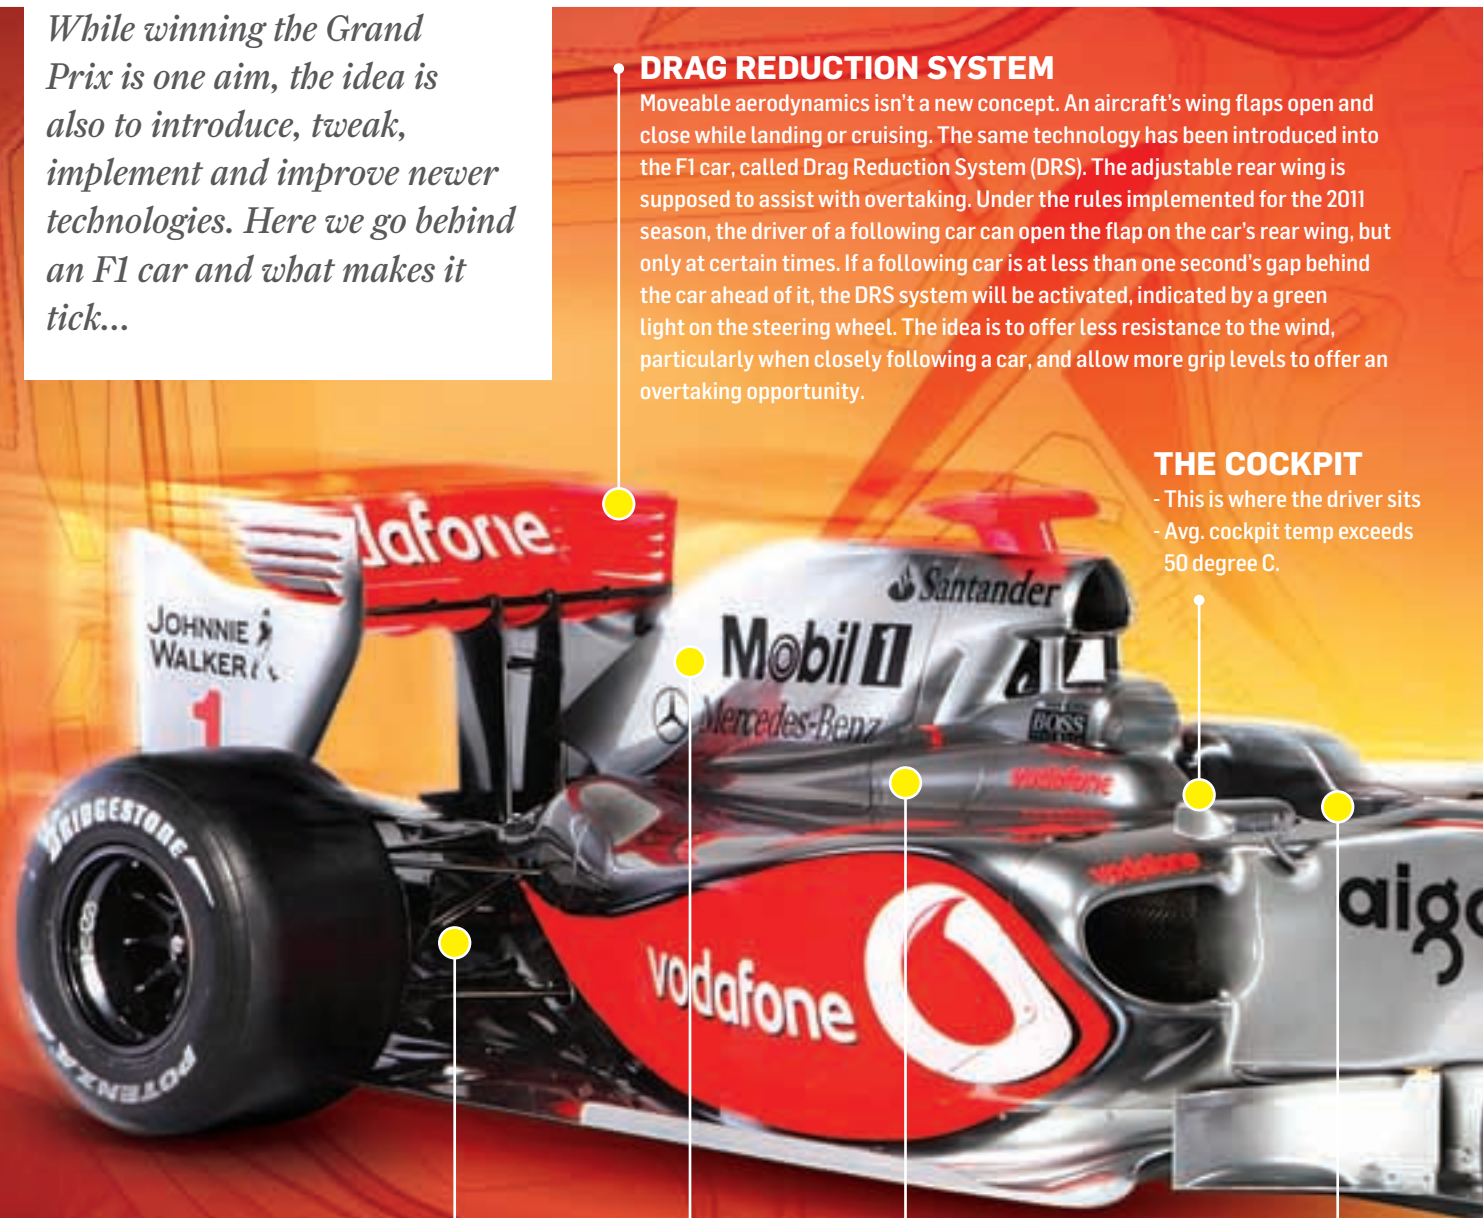 While winning the Grand
Prix is one aim, the idea is
also to introduce, tweak,
implement and improve newer
technologies. Here we go behind
an F1 car and what makes it
tick...
DRAG REDUCTION SYSTEM
Moveable aerodynamics isn't a new concept. An aircraft's wing flaps open and
close while landing or cruising. The same technology has been introduced into
the F1 car, called Drag Reduction System (DRS). The adjustable rear wing is
supposed to assist with overtaking. Under the rules implemented for the 2011
season, the driver of a following car can open the flap on the car's rear wing, but
only at certain times. If a following car is at less than one second's gap behind
the car ahead of it, the DRS system will be activated, indicated by a green
light on the steering wheel. The idea is to offer less resistance to the wind,
particularly when closely following a car, and allow more grip levels to offer an
overtaking opportunity.
THE COCKPIT
- This is where the driver sits
- Avg. cockpit temp exceeds
50 degree C.
dafone
Santander
JOHNNIE
WALKER
Mobil 1
1
Mercedes-Benz
BOSS
vodafone
BRIDGESTONE
vodafone
aigo
vodafone
POTENZA